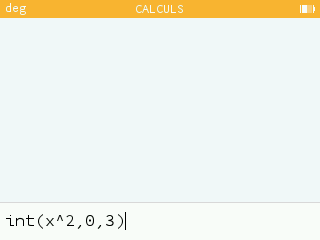 deg CALCULS
int(x^2,0,3)